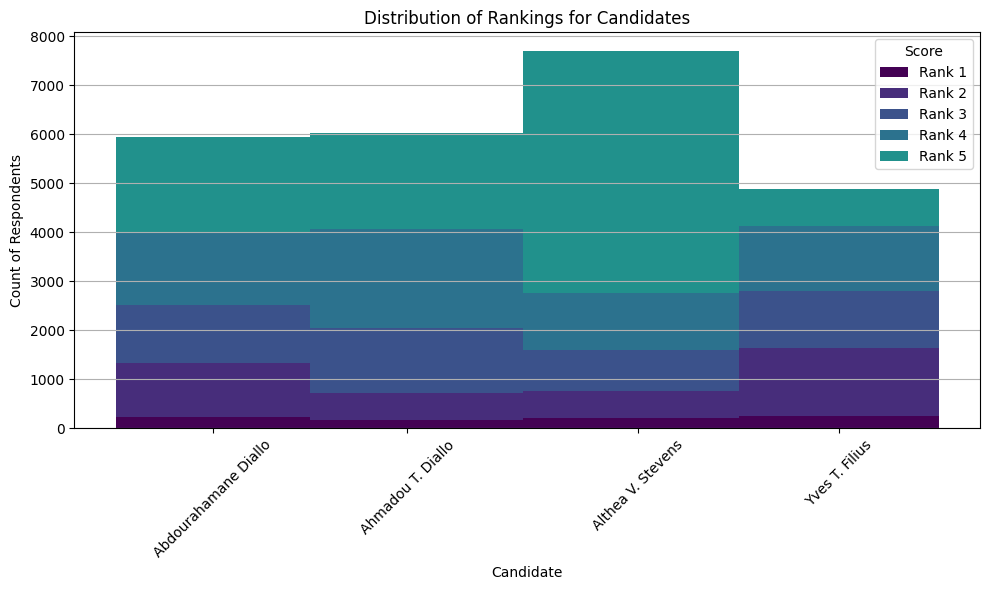 Distribution of Rankings for Candidates
Count of Respondents
8000
7000
6000
5000
4000
3000
2000
1000
0
Score
Rank 1
Rank 2
Rank 3
Rank 4
Rank 5
Abdourahamane Diallo
Ahmadou T. Diallo
Althea V. Stevens
Yves T. Filius
Candidate